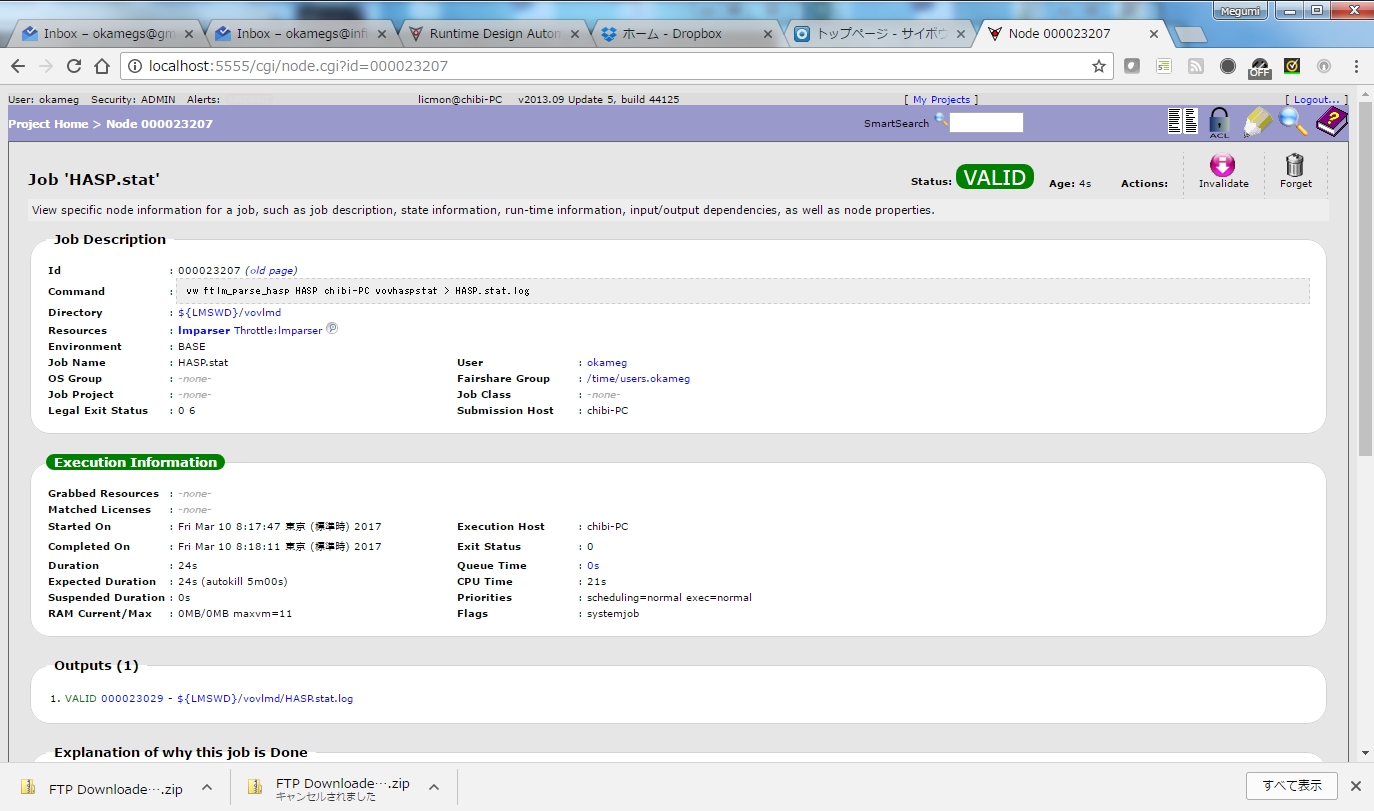 Megumi
Inbox – okamegs@gm
Inbox – okamegs@infi
Runtime Design Auton
ホーム - Dropbox
トップページ - サイボウ
Node 000023207
localhost:5555/cgi/node.cgi?id=000023207
OFF
User: okameg Security: ADMIN Alerts: licmon@chibi-PC v2013.09 Update 5, build 44125 [ My Projects ] [ Logout... ]
Project Home > Node 000023207 SmartSearch ACL
Job 'HASP.stat' Status: VALID Age: 4s Actions: Invalidate Forget
View specific node information for a job, such as job description, state information, run-time information, input/output dependencies, as well as node properties.
Job Description
Id : 000023207 (old page)
Command : vw ftlm_parse_hasp HASP chibi-PC vovhaspstat > HASP.stat.log
Directory : ${LMSWD}/vovlmd
Resources : lmparser Throttle:lmparser P
Environment : BASE
Job Name : HASP.stat User : okameg
OS Group : -none- Fairshare Group : /time/users.okameg
Job Project : -none- Job Class : -none-
Legal Exit Status : 0 6 Submission Host : chibi-PC
Execution Information
Grabbed Resources : -none-
Matched Licenses : -none-
Started On : Fri Mar 10 8:17:47 東京 (標準時) 2017 Execution Host : chibi-PC
Completed On : Fri Mar 10 8:18:11 東京 (標準時) 2017 Exit Status : 0
Duration : 24s Queue Time : 0s
Expected Duration : 24s (autokill 5m00s) CPU Time : 21s
Suspended Duration : 0s Priorities : scheduling=normal exec=normal
RAM Current/Max : 0MB/0MB maxvm=11 Flags : systemjob
Outputs (1)
1. VALID 000023029 - ${LMSWD}/vovlmd/HASP.stat.log
Explanation of why this job is Done
FTP Downloade….zip
FTP Downloade….zip
キャンセルされました
すべて表示